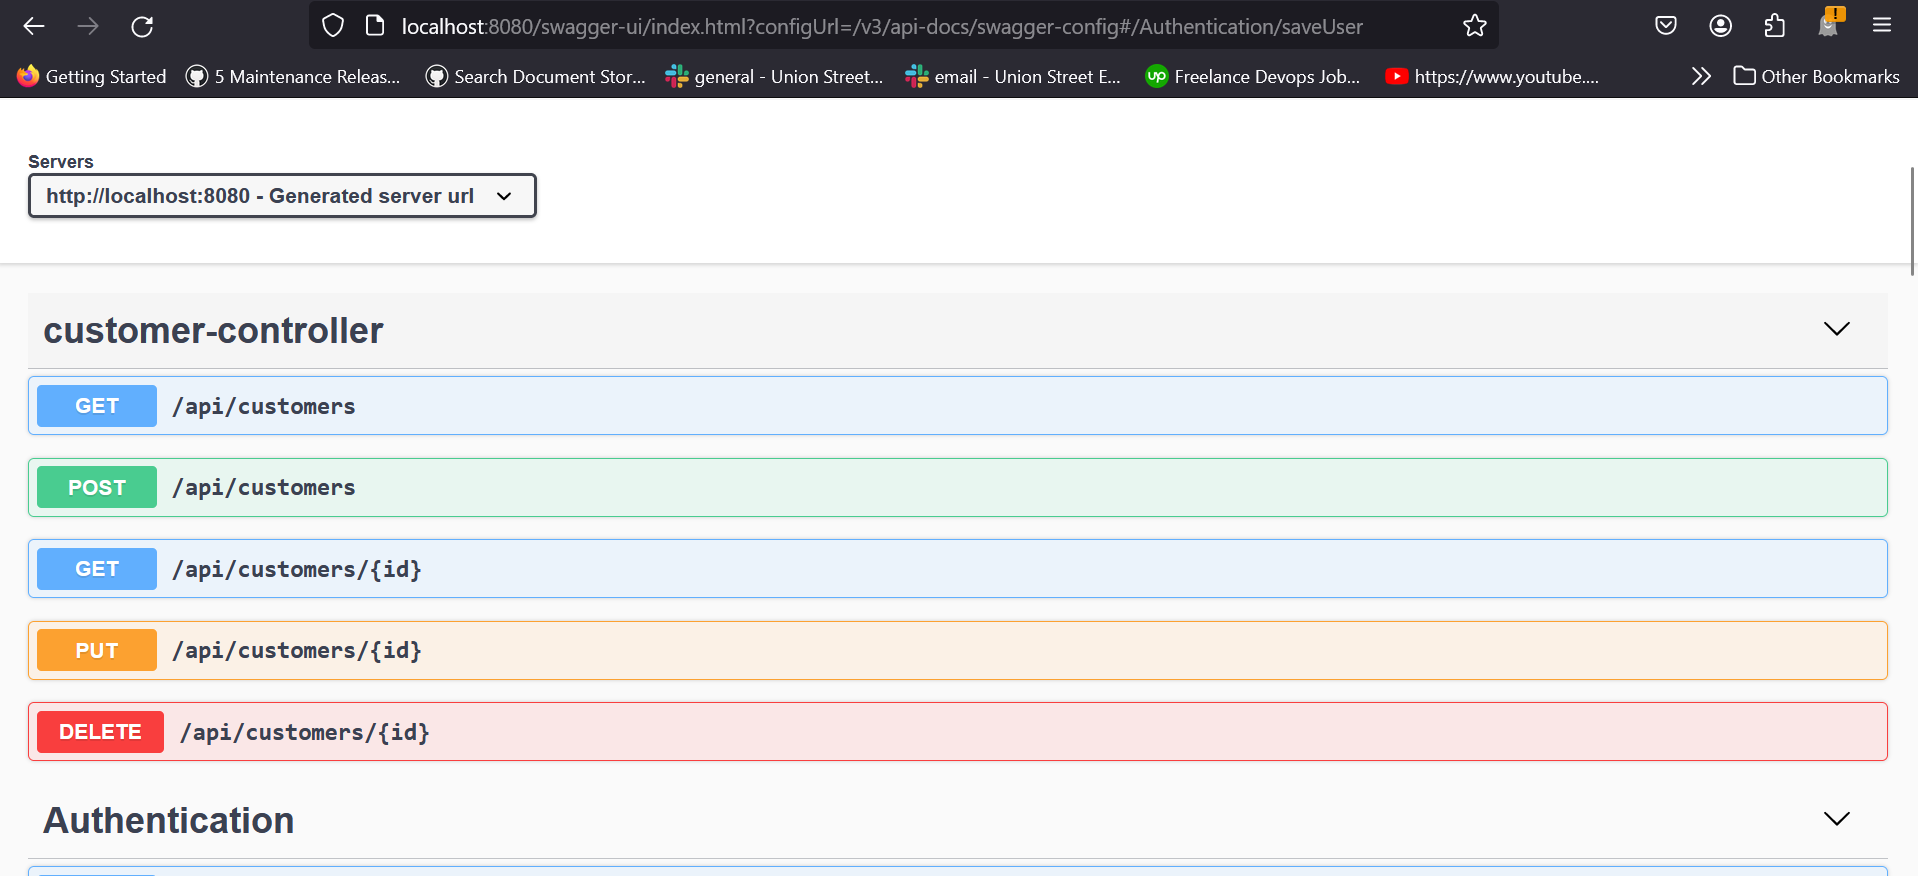 localhost:8080/swagger-ui/index.html?configUrl=/v3/api-docs/swagger-config#/Authentication/saveUser
!
Getting Started 5 Maintenance Releas... Search Document Stor... general - Union Street... up email - Union Street E... Freelance Devops Job... https://www.youtube.... Other Bookmarks
Servers
http://localhost:8080 - Generated server url
customer-controller
GET /api/customers
POST /api/customers
GET /api/customers/{id}
PUT /api/customers/{id}
DELETE /api/customers/{id}
Authentication